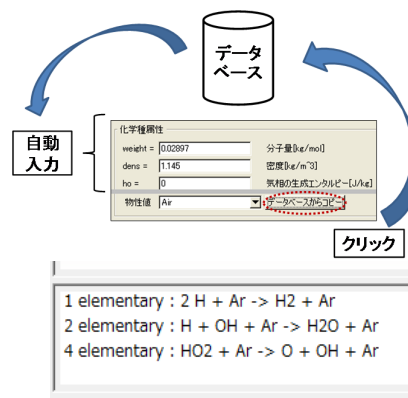 データ
ベース
自動
入力
化学種属性
weight = 0.02897 分子量[kg/mol]
dens = 1.145 密度[kg/m^3]
ho = 0 気相の生成エンタルピー[J/kg]
物性値 Air データベースからコピー
クリック
1 elementary : 2 H + Ar -> H2 + Ar
2 elementary : H + OH + Ar -> H2O + Ar
4 elementary : HO2 + Ar -> O + OH + Ar